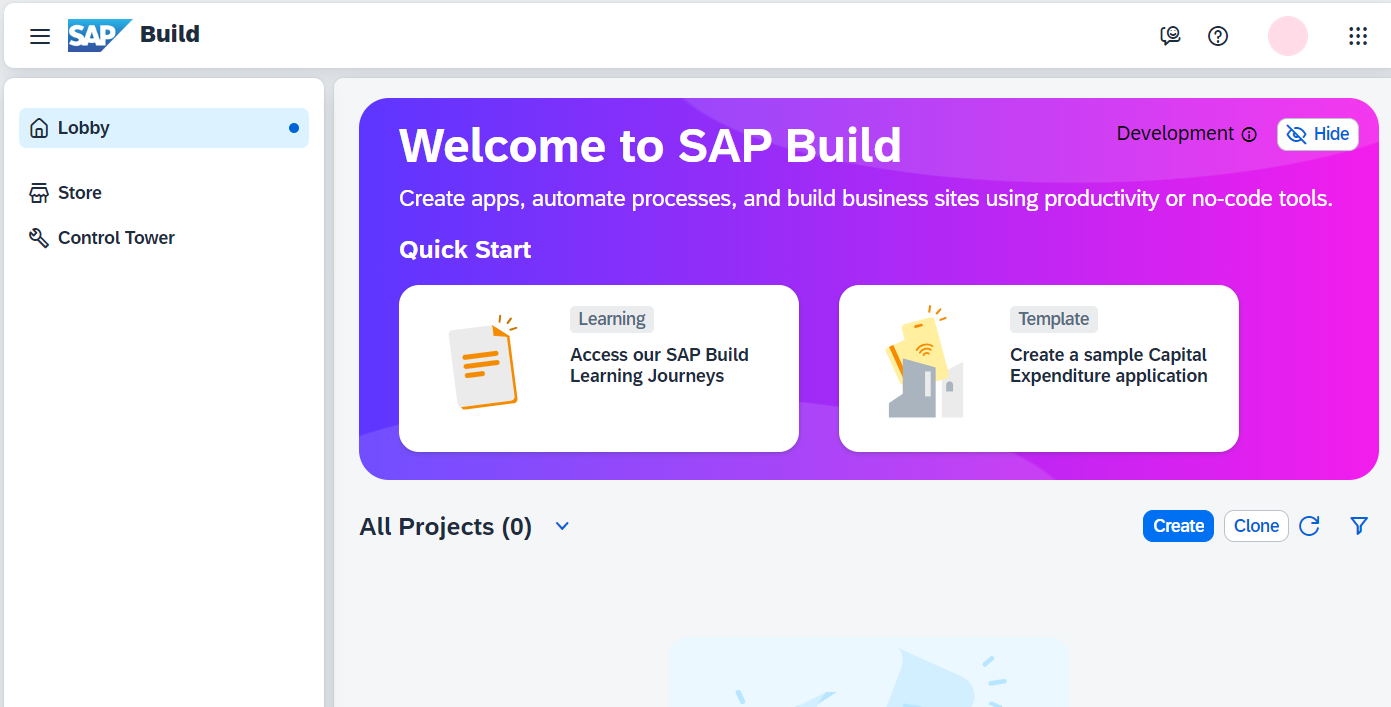 SAP Build
Lobby
Store
Control Tower
Welcome to SAP Build
Development
Hide
Create apps, automate processes, and build business sites using productivity or no-code tools.
Quick Start
Learning
Access our SAP Build
Learning Journeys
Template
Create a sample Capital
Expenditure application
All Projects (0)
Create
Clone